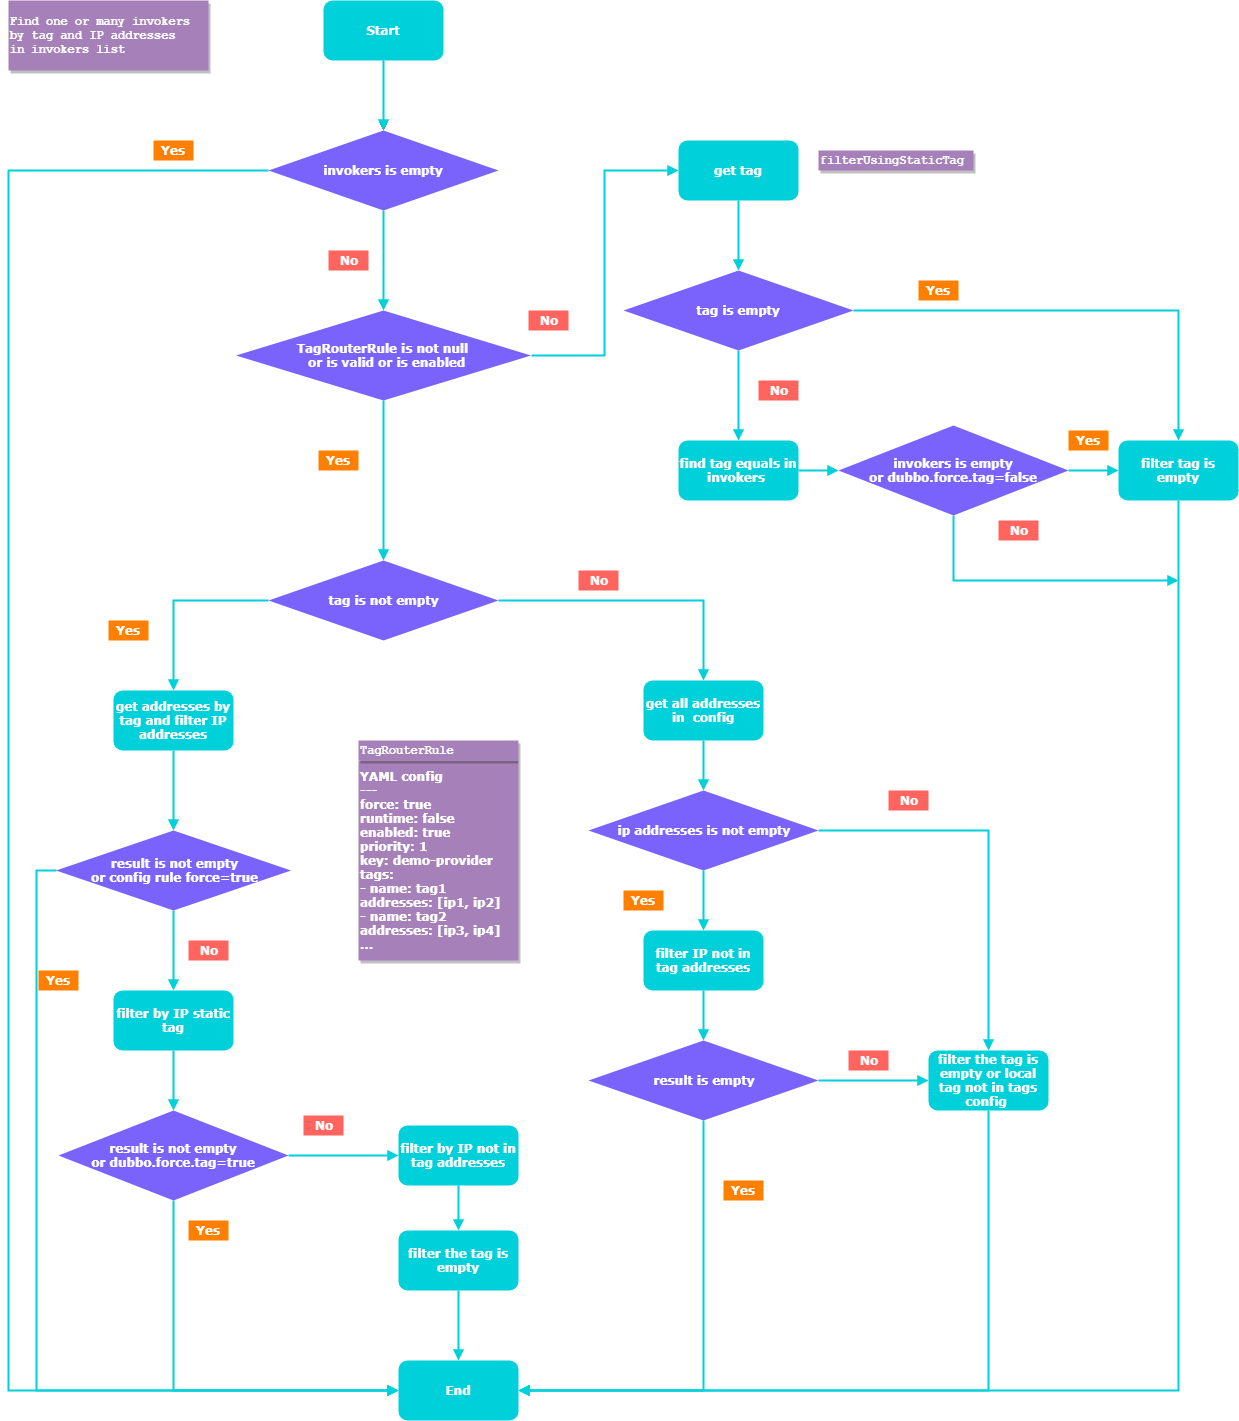 Find one or many invokers
by tag and IP addresses
in invokers list
Start
Yes
invokers is empty
get tag
filterUsingStaticTag
No
Yes
tag is empty
No
TagRouterRule is not null
or is valid or is enabled
No
Yes
find tag equals in
invokers
invokers is empty
or dubbo.force.tag=false
Yes
filter tag is
empty
No
tag is not empty
No
Yes
get addresses by
tag and filter IP
addresses
get all addresses
in  config
TagRouterRule
YAML config
---
force: true
runtime: false
enabled: true
priority: 1
key: demo-provider
tags:
- name: tag1
addresses: [ip1, ip2]
- name: tag2
addresses: [ip3, ip4]
...
ip addresses is not empty
No
result is not empty
or config rule force=true
Yes
No
Yes
filter IP not in
tag addresses
filter by IP static
tag
result is empty
No
filter the tag is
empty or local
tag not in tags
config
result is not empty
or dubbo.force.tag=true
No
filter by IP not in
tag addresses
Yes
Yes
filter the tag is
empty
End